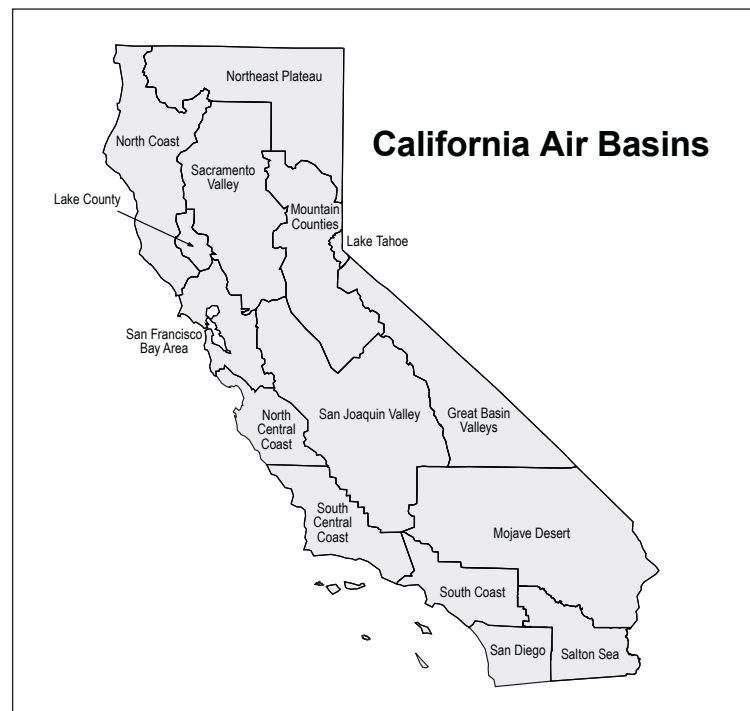 California Air Basins
Northeast Plateau
North Coast
Sacramento
Valley
Lake County
Mountain
Counties
Lake Tahoe
San Francisco
Bay Area
North
Central
Coast
San Joaquin Valley
Great Basin
Valleys
South
Central
Coast
Mojave Desert
South Coast
San Diego
Salton Sea